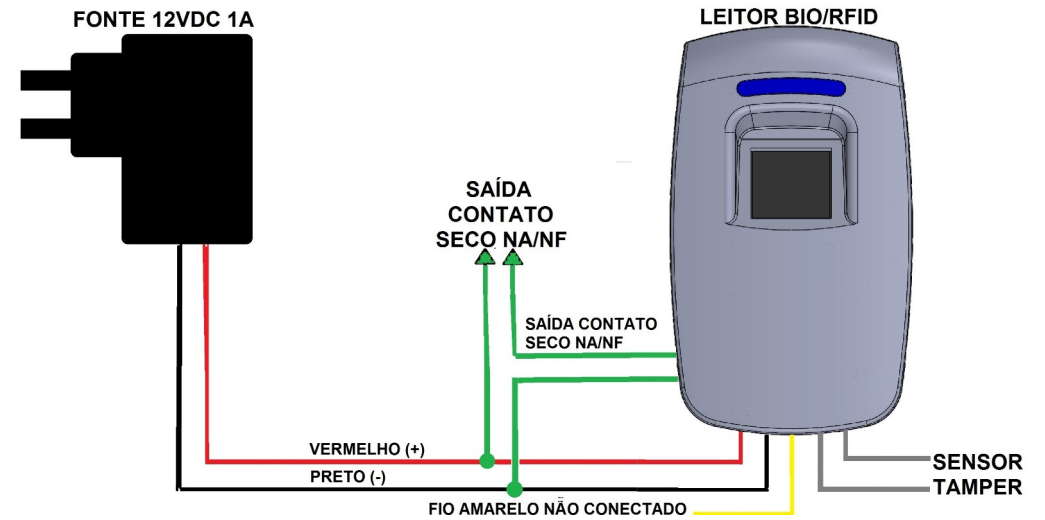 FONTE 12VDC 1A
LEITOR BIO/RFID
SAÍDA
CONTATO
SECO NA/NF
SAÍDA CONTATO
SECO NA/NF
VERMELHO (+)
PRETO (-)
FIO AMARELO NÃO CONECTADO
SENSOR
TAMPER